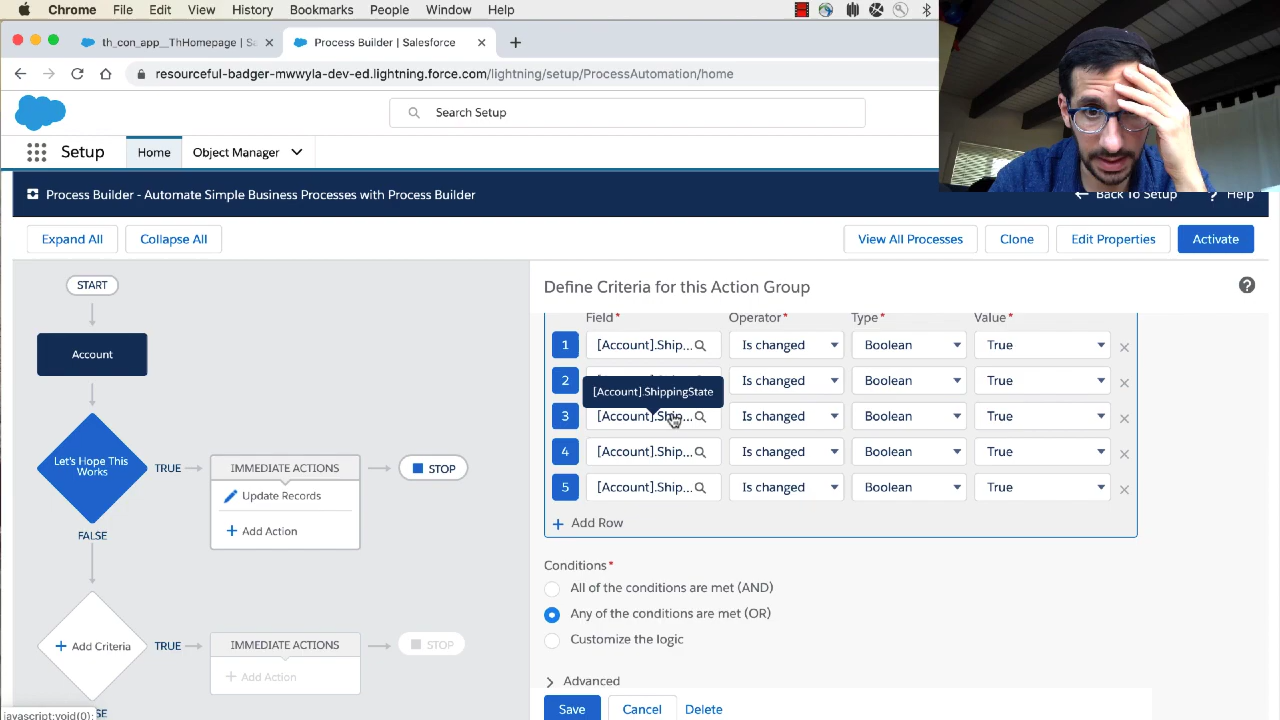 Chrome File Edit View History Bookmarks People Window Help
th_con_app__ThHomepage | Sa
Process Builder | Salesforce
resourceful-badger-mwwyla-dev-ed.lightning.force.com/lightning/setup/ProcessAutomation/home
Search Setup
Setup Home Object Manager
Process Builder - Automate Simple Business Processes with Process Builder
Back To Setup ? Help
Expand All Collapse All View All Processes Clone Edit Properties Activate
START
Account
Let's Hope This
Works
TRUE
IMMEDIATE ACTIONS
Update Records
+ Add Action
STOP
FALSE
+ Add Criteria
TRUE
IMMEDIATE ACTIONS
+ Add Action
STOP
SE
javascript:void(0);
Define Criteria for this Action Group
Field* Operator* Type* Value*
1 [Account].Ship... Is changed Boolean True
2 Is changed Boolean True
[Account].ShippingState
3 [Account].Ship... Is changed Boolean True
4 [Account].Ship... Is changed Boolean True
5 [Account].Ship... Is changed Boolean True
+ Add Row
Conditions*
All of the conditions are met (AND)
Any of the conditions are met (OR)
Customize the logic
Advanced
Save Cancel Delete